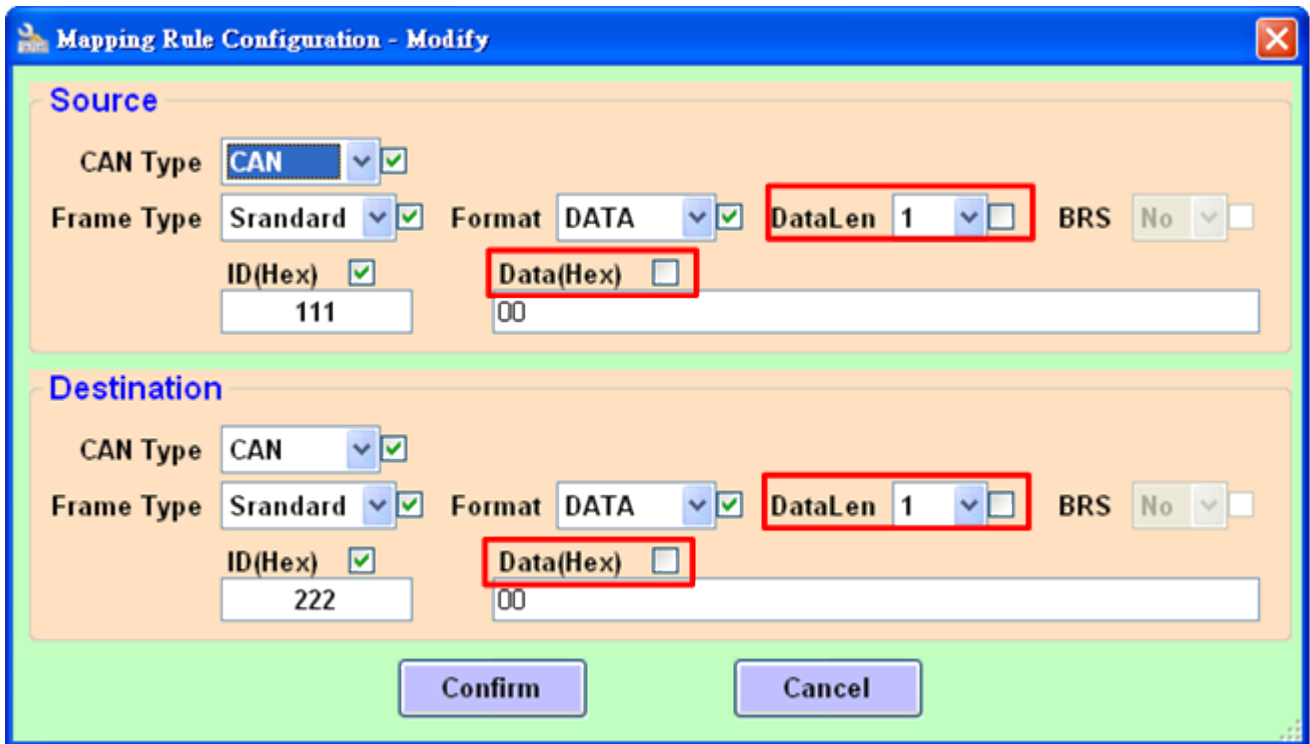 Mapping Rule Configuration - Modify
Source
CAN Type CAN
Frame Type Srandard Format DATA DataLen 1 BRS No
ID(Hex) Data(Hex)
111 00
Destination
CAN Type CAN
Frame Type Srandard Format DATA DataLen 1 BRS No
ID(Hex) Data(Hex)
222 00
Confirm Cancel